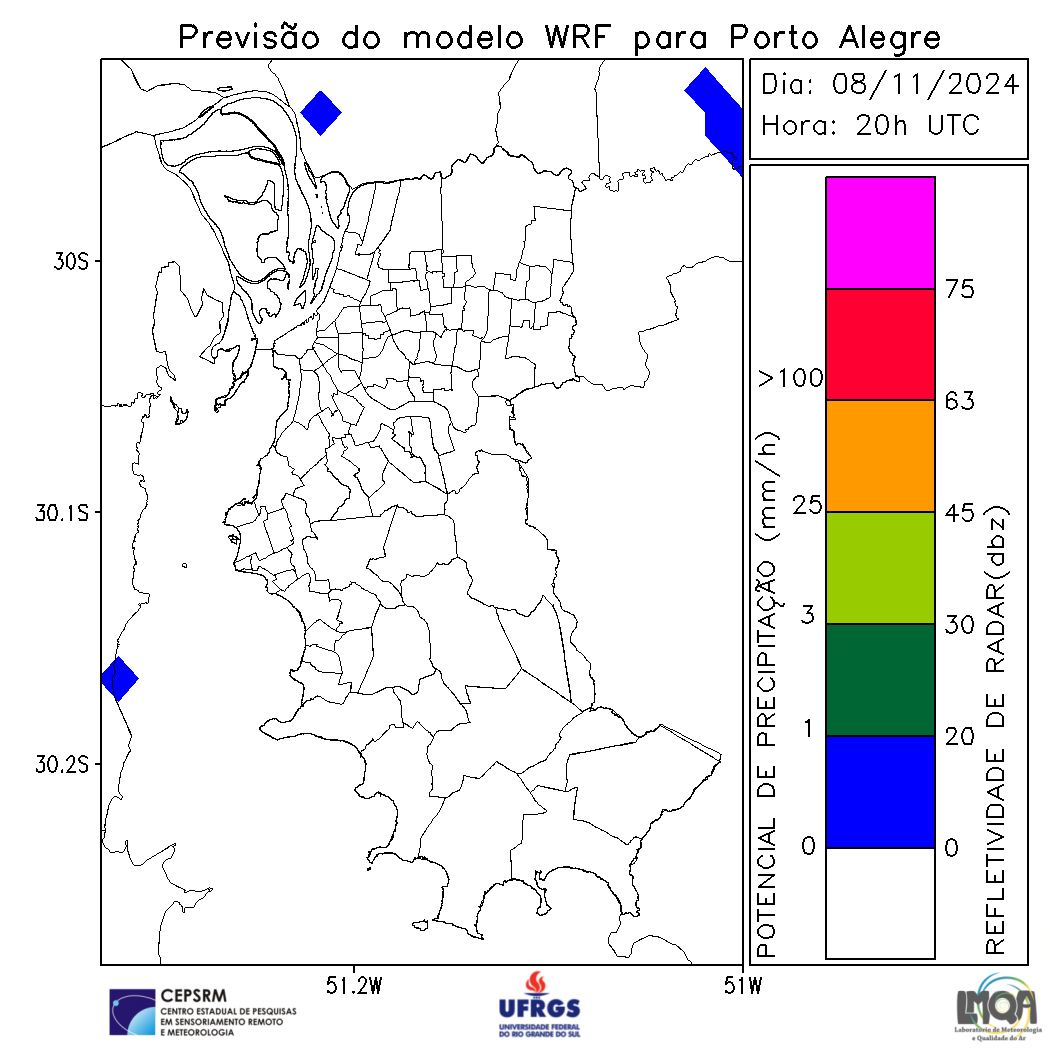 Previsão do modelo WRF para Porto Alegre
Dia: 08/11/2024
Hora: 20h UTC
30S
30.1S
30.2S
51.2W
51W
POTENCIAL DE PRECIPITAÇÃO (mm/h)
>100
25
3
1
0
75
63
45
30
20
0
REFLETIVIDADE DE RADAR(dbz)
CEPSRM
CENTRO ESTADUAL DE PESQUISAS
EM SENSORIAMENTO REMOTO
E METEOROLOGIA
UFRGS
UNIVERSIDADE FEDERAL
DO RIO GRANDE DO SUL
LMQA
Laboratório de Meteorologia
e Qualidade do Ar